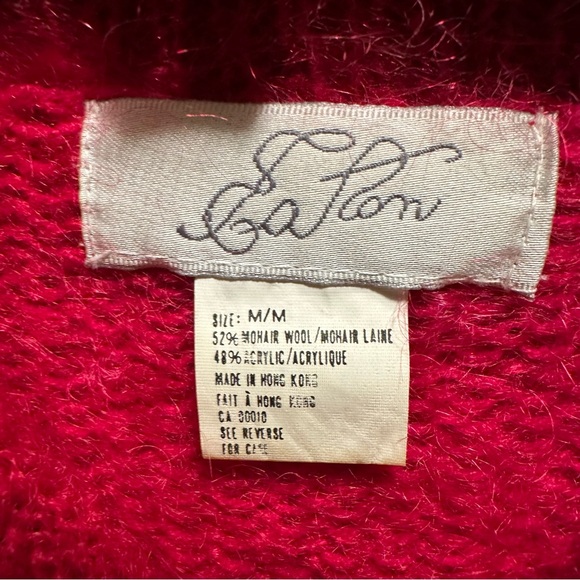 Eaton
SIZE: M/M
52% MOHAIR WOOL/MOHAIR LAINE
48% ACRYLIC/ACRYLIQUE
MADE IN HONG KONG
FAIT À HONG KONG
CA 00010
SEE REVERSE
FOR CARE